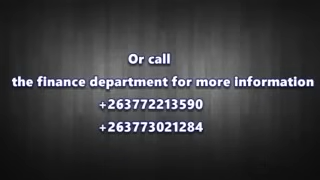 Or call
the finance department for more information
+263772213590
+263773021284